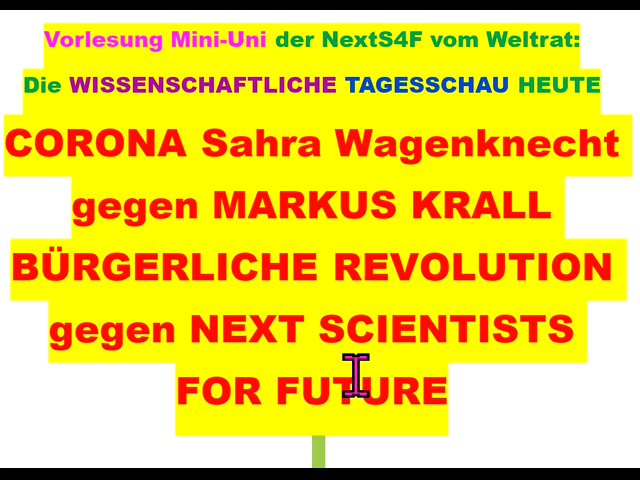 Vorlesung Mini-Uni der NextS4F vom Weltrat:
Die WISSENSCHAFTLICHE TAGESSCHAU HEUTE
CORONA Sahra Wagenknecht
gegen MARKUS KRALL
BÜRGERLICHE REVOLUTION
gegen NEXT SCIENTISTS
FOR FUTURE